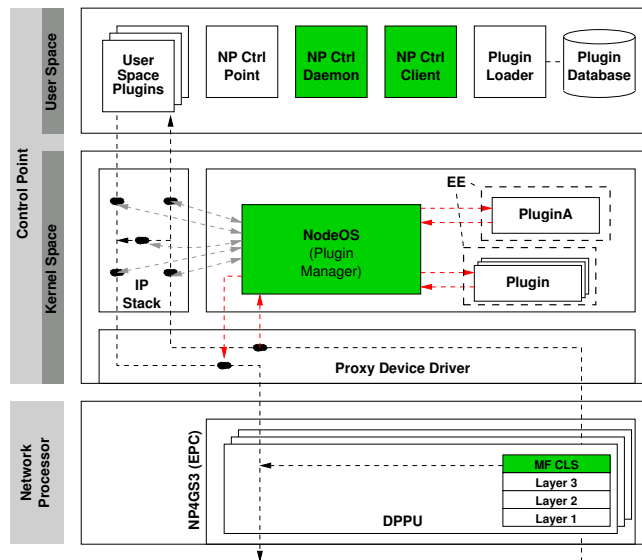 Control Point
User Space
User
Space
Plugins
NP Ctrl
Point
NP Ctrl
Daemon
NP Ctrl
Client
Plugin
Loader
Plugin
Database
Kernel Space
IP
Stack
NodeOS
(Plugin
Manager)
EE
PluginA
Plugin
Proxy Device Driver
Network
Processor
NP4GS3 (EPC)
MF CLS
Layer 3
Layer 2
Layer 1
DPPU